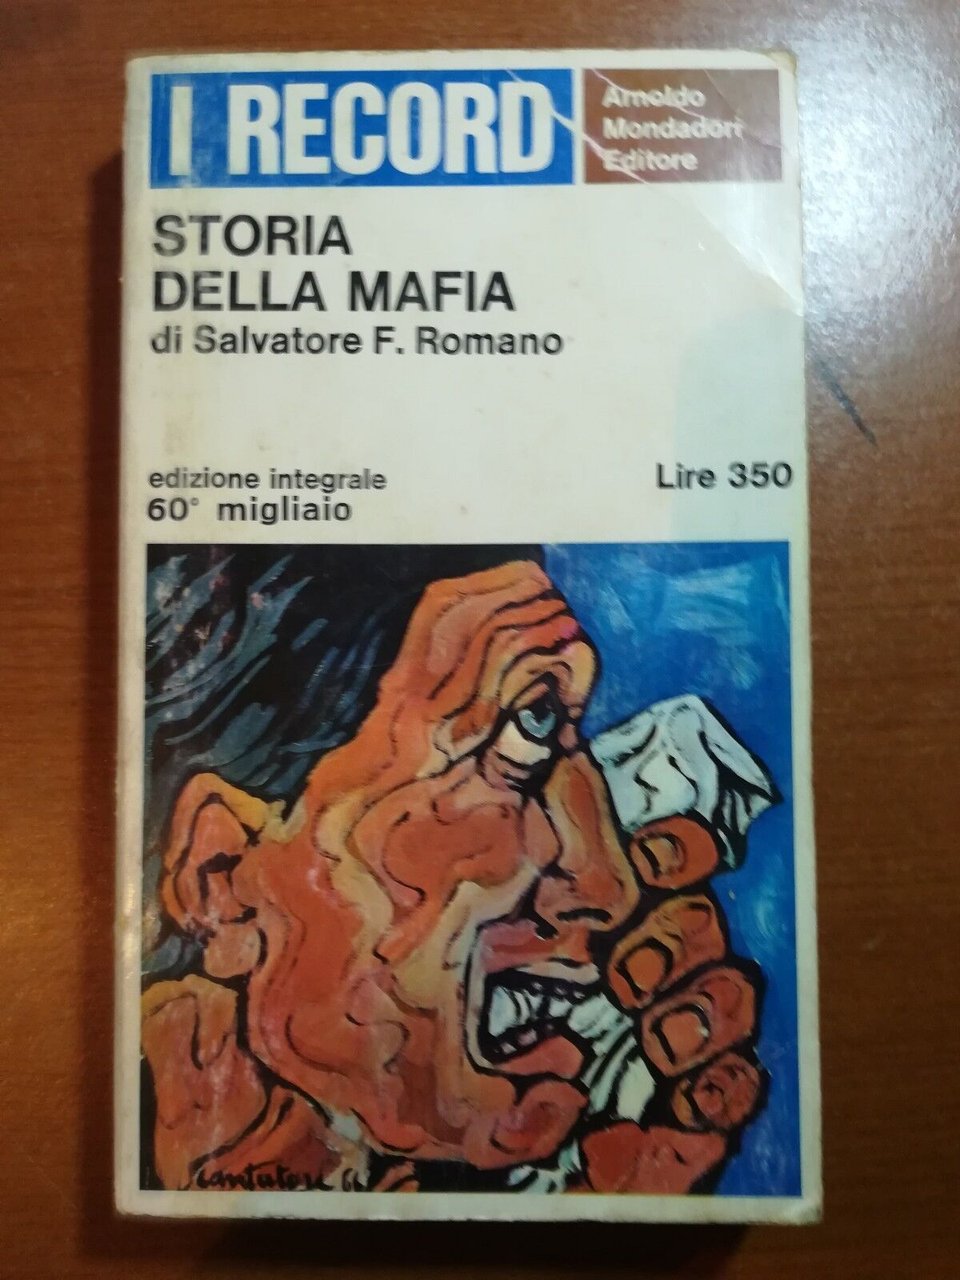 I RECORD
Arnoldo
Mondadori
Editore
STORIA
DELLA MAFIA
di Salvatore F. Romano
edizione integrale
60° migliaio
Lire 350